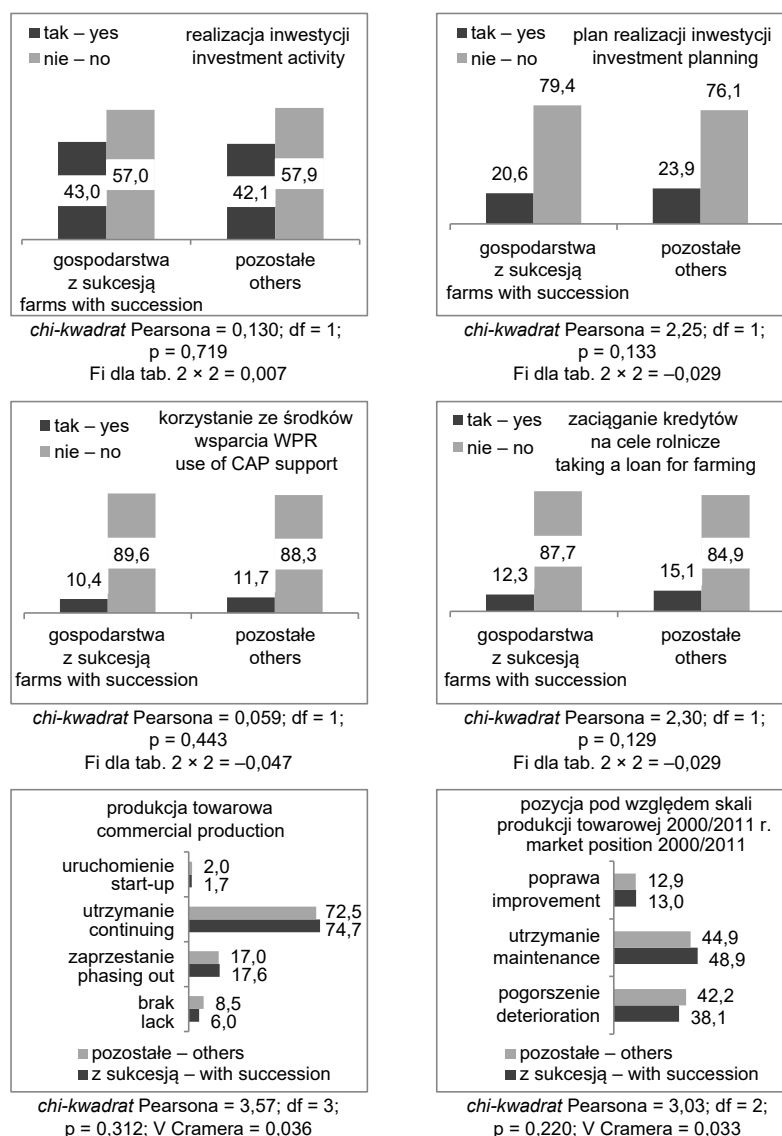 tak – yes
nie – no
realizacja inwestycji
investment activity
43,0
57,0
42,1
57,9
gospodarstwa
z sukcesją
farms with succession
pozostałe
others
chi-kwadrat Pearsona = 0,130; df = 1;
p = 0,719
Fi dla tab. 2 × 2 = 0,007
tak – yes
nie – no
plan realizacji inwestycji
investment planning
20,6
79,4
23,9
76,1
gospodarstwa
z sukcesją
farms with succession
pozostałe
others
chi-kwadrat Pearsona = 2,25; df = 1;
p = 0,133
Fi dla tab. 2 × 2 = –0,029
tak – yes
nie – no
korzystanie ze środków
wsparcia WPR
use of CAP support
10,4
89,6
11,7
88,3
gospodarstwa
z sukcesją
farms with succession
pozostałe
others
chi-kwadrat Pearsona = 0,059; df = 1;
p = 0,443
Fi dla tab. 2 × 2 = –0,047
tak – yes
nie – no
zaciąganie kredytów
na cele rolnicze
taking a loan for farming
12,3
87,7
15,1
84,9
gospodarstwa
z sukcesją
farms with succession
pozostałe
others
chi-kwadrat Pearsona = 2,30; df = 1;
p = 0,129
Fi dla tab. 2 × 2 = –0,029
produkcja towarowa
commercial production
uruchomienie 2,0
start-up 1,7
utrzymanie 72,5
continuing 74,7
zaprzestanie 17,0
phasing out 17,6
brak 8,5
lack 6,0
pozostałe – others
z sukcesją – with succession
chi-kwadrat Pearsona = 3,57; df = 3;
p = 0,312; V Cramera = 0,036
pozycja pod względem skali
produkcji towarowej 2000/2011 r.
market position 2000/2011
poprawa 12,9
improvement 13,0
utrzymanie 44,9
maintenance 48,9
pogorszenie 42,2
deterioration 38,1
pozostałe – others
z sukcesją – with succession
chi-kwadrat Pearsona = 3,03; df = 2;
p = 0,220; V Cramera = 0,033